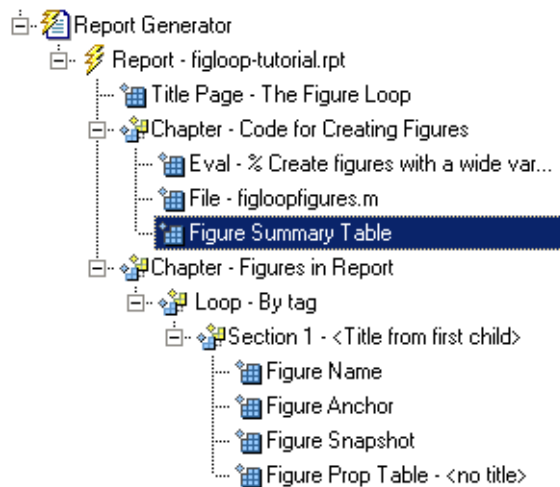 Report Generator
Report - figloop-tutorial.rpt
Title Page - The Figure Loop
Chapter - Code for Creating Figures
Eval - % Create figures with a wide var...
File - figloopfigures.m
Figure Summary Table
Chapter - Figures in Report
Loop - By tag
Section 1 - <Title from first child>
Figure Name
Figure Anchor
Figure Snapshot
Figure Prop Table - <no title>